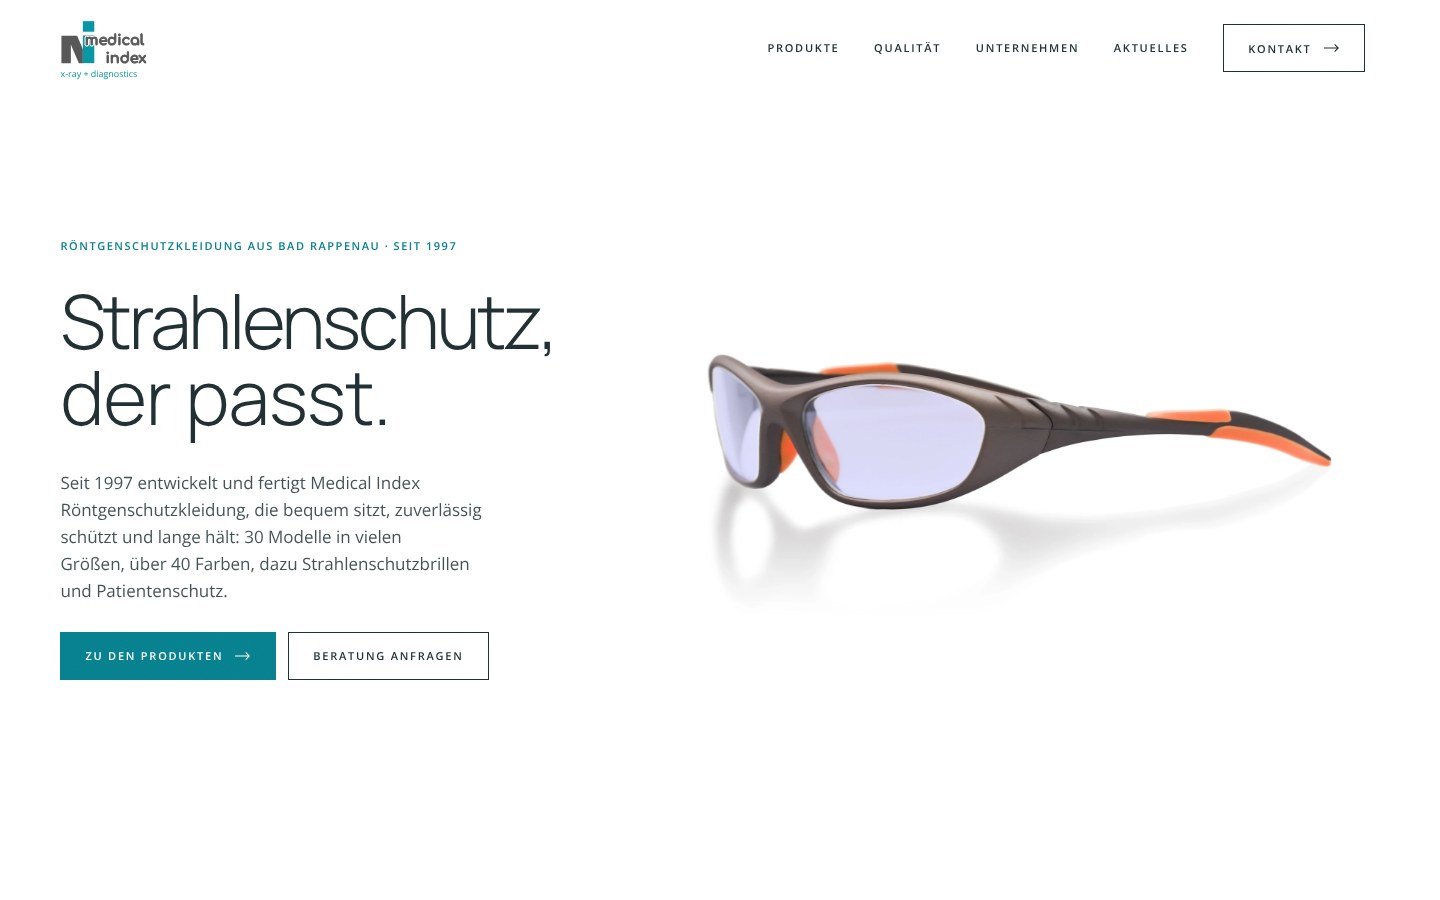 medical
index
x-ray + diagnostics
PRODUKTE
QUALITÄT
UNTERNEHMEN
AKTUELLES
KONTAKT
RÖNTGENSCHUTZKLEIDUNG AUS BAD RAPPENAU · SEIT 1997
Strahlenschutz,
der passt.
Seit 1997 entwickelt und fertigt Medical Index
Röntgenschutzkleidung, die bequem sitzt, zuverlässig
schützt und lange hält: 30 Modelle in vielen
Größen, über 40 Farben, dazu Strahlenschutzbrillen
und Patientenschutz.
ZU DEN PRODUKTEN
BERATUNG ANFRAGEN